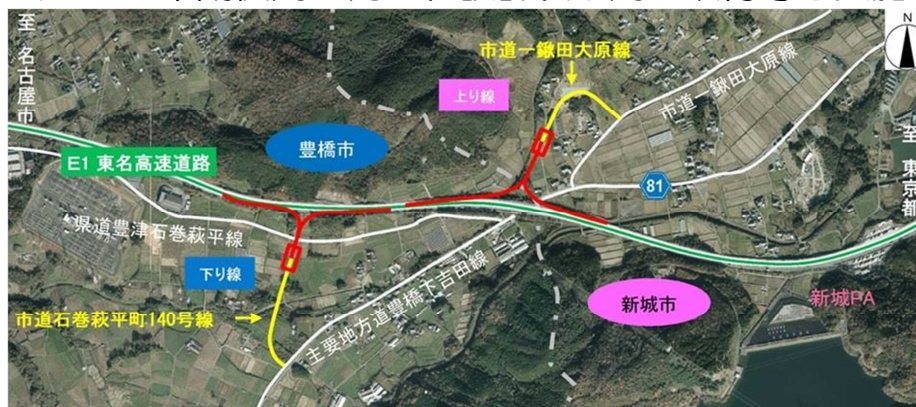 至 名古屋市
市道一鍬田大原線
上り線
市道一鍬田大原線
N
至 東京都
豊橋市
E1 東名高速道路
81
県道豊津石巻萩平線
下り線
新城市
新城PA
市道石巻萩平町140号線
主要地方道豊橋下吉田線